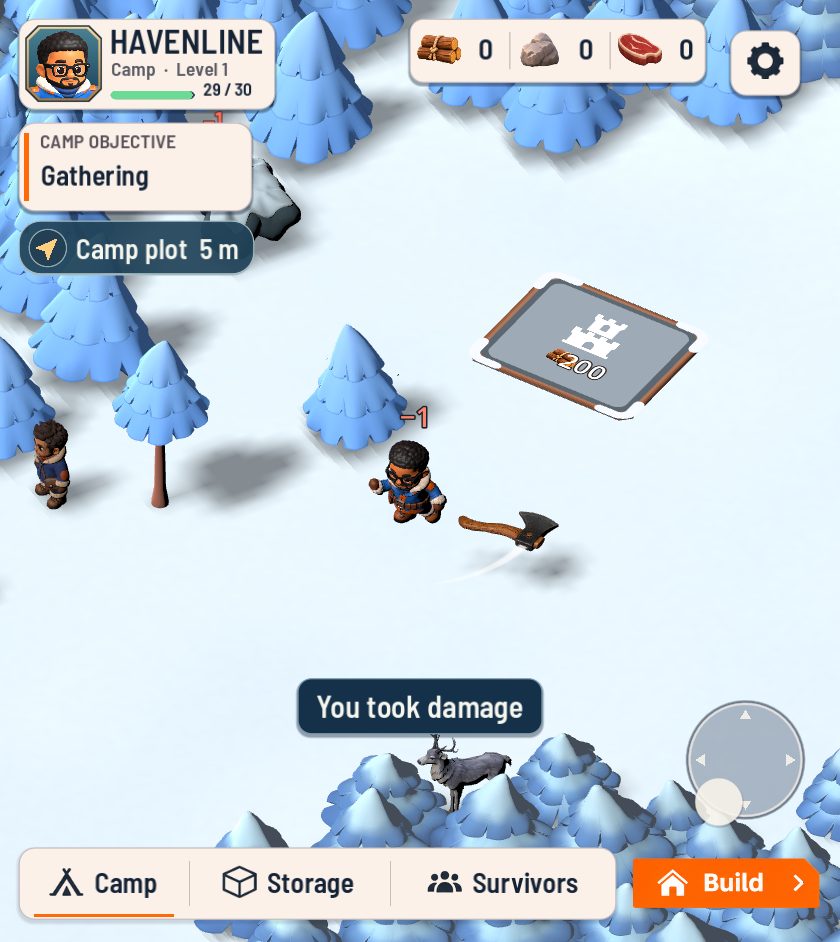 HAVENLINE
Camp · Level 1
29 / 30
0
0
0
-1
CAMP OBJECTIVE
Gathering
Camp plot 5 m
200
-1
You took damage
Camp
Storage
Survivors
Build